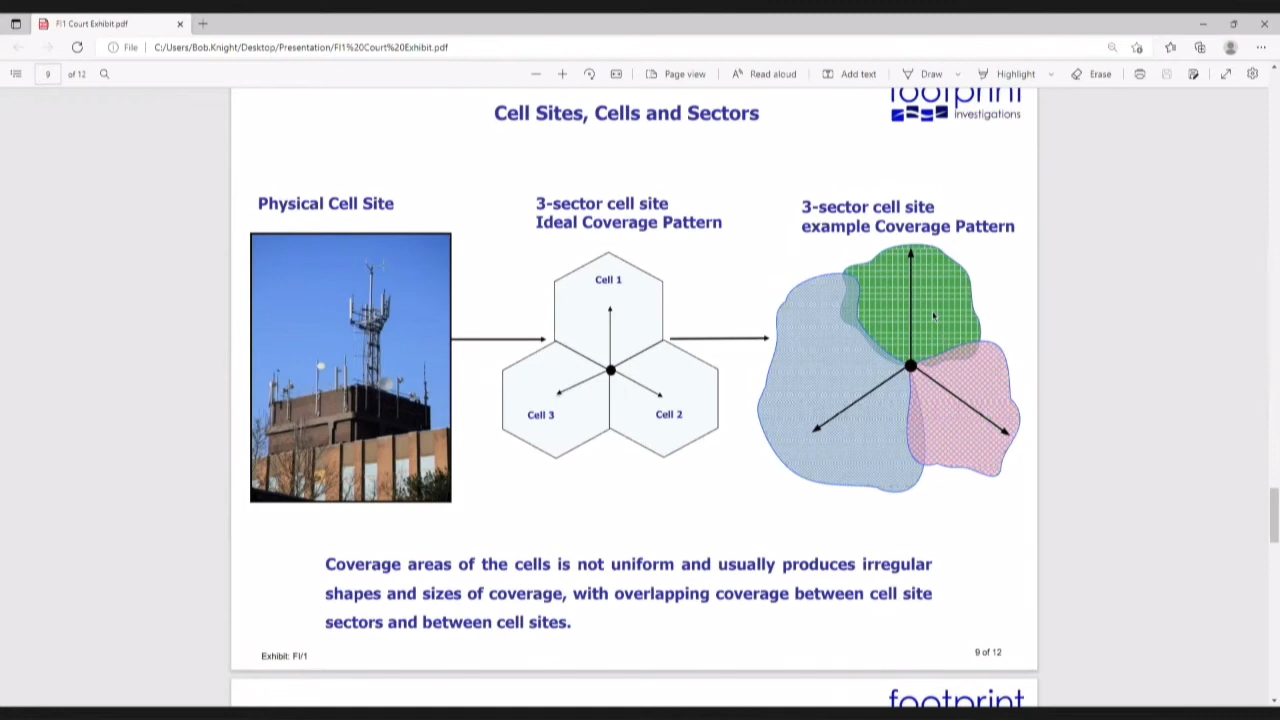 FI1 Court Exhibit.pdf
File
C:/Users/Bob.Knight/Desktop/Presentation/FI1%20Court%20Exhibit.pdf
9 of 12
Page view
Read aloud
Add text
Draw
Highlight
Erase
footprint
investigations
Cell Sites, Cells and Sectors
Physical Cell Site
3-sector cell site
Ideal Coverage Pattern
3-sector cell site
example Coverage Pattern
Cell 1
Cell 3
Cell 2
Coverage areas of the cells is not uniform and usually produces irregular
shapes and sizes of coverage, with overlapping coverage between cell site
sectors and between cell sites.
Exhibit: FI/1
9 of 12
footprint